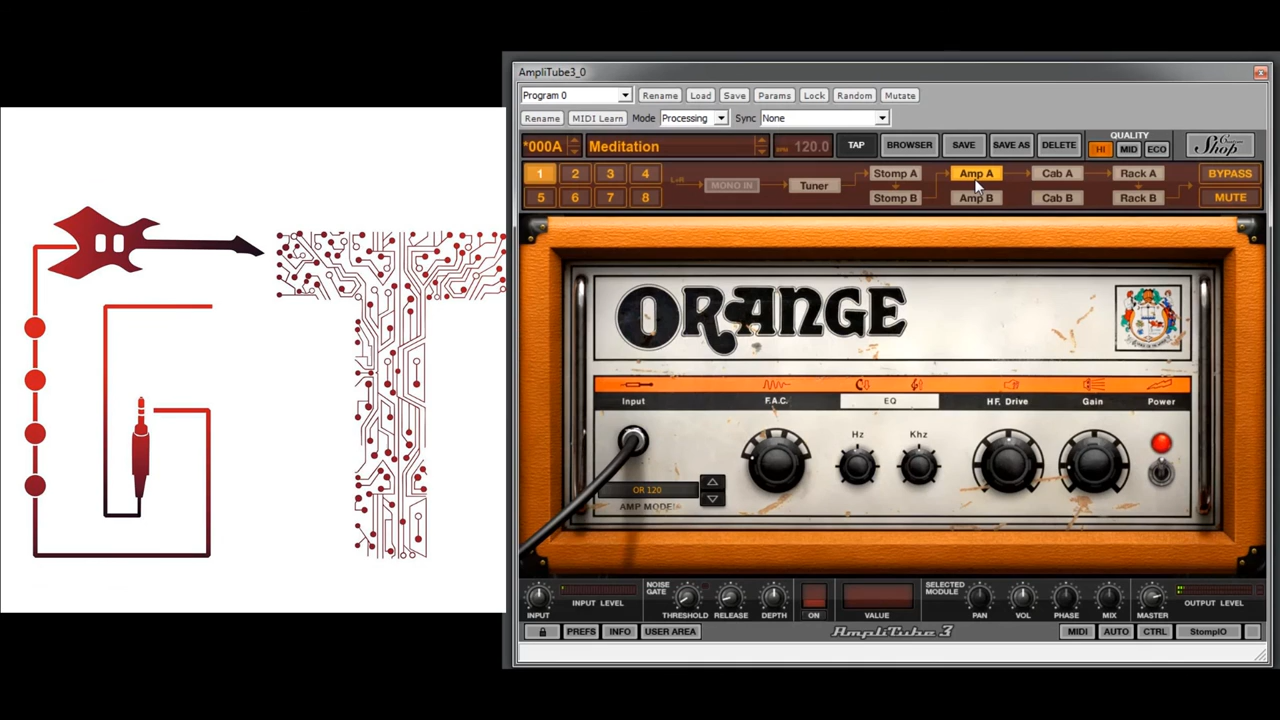 AmpliTube3_0
Program 0 Rename Load Save Params Lock Random Mutate
Rename MIDI Learn Mode Processing Sync None
*000A Meditation BPM 120.0 TAP BROWSER SAVE SAVE AS DELETE QUALITY HI MID ECO Custom Shop
1 2 3 4 L+R MONO IN Tuner Stomp A Amp A Cab A Rack A BYPASS
5 6 7 8 Stomp B Amp B Cab B Rack B MUTE
ORANGE
Input F.A.C. EQ HF. Drive Gain Power
Hz Khz
OR 120
AMP MODEL
INPUT INPUT LEVEL NOISE GATE THRESHOLD RELEASE DEPTH ON VALUE SELECTED MODULE PAN VOL PHASE MIX MASTER OUTPUT LEVEL
PREFS INFO USER AREA AmpliTube 3 MIDI AUTO CTRL StompIO